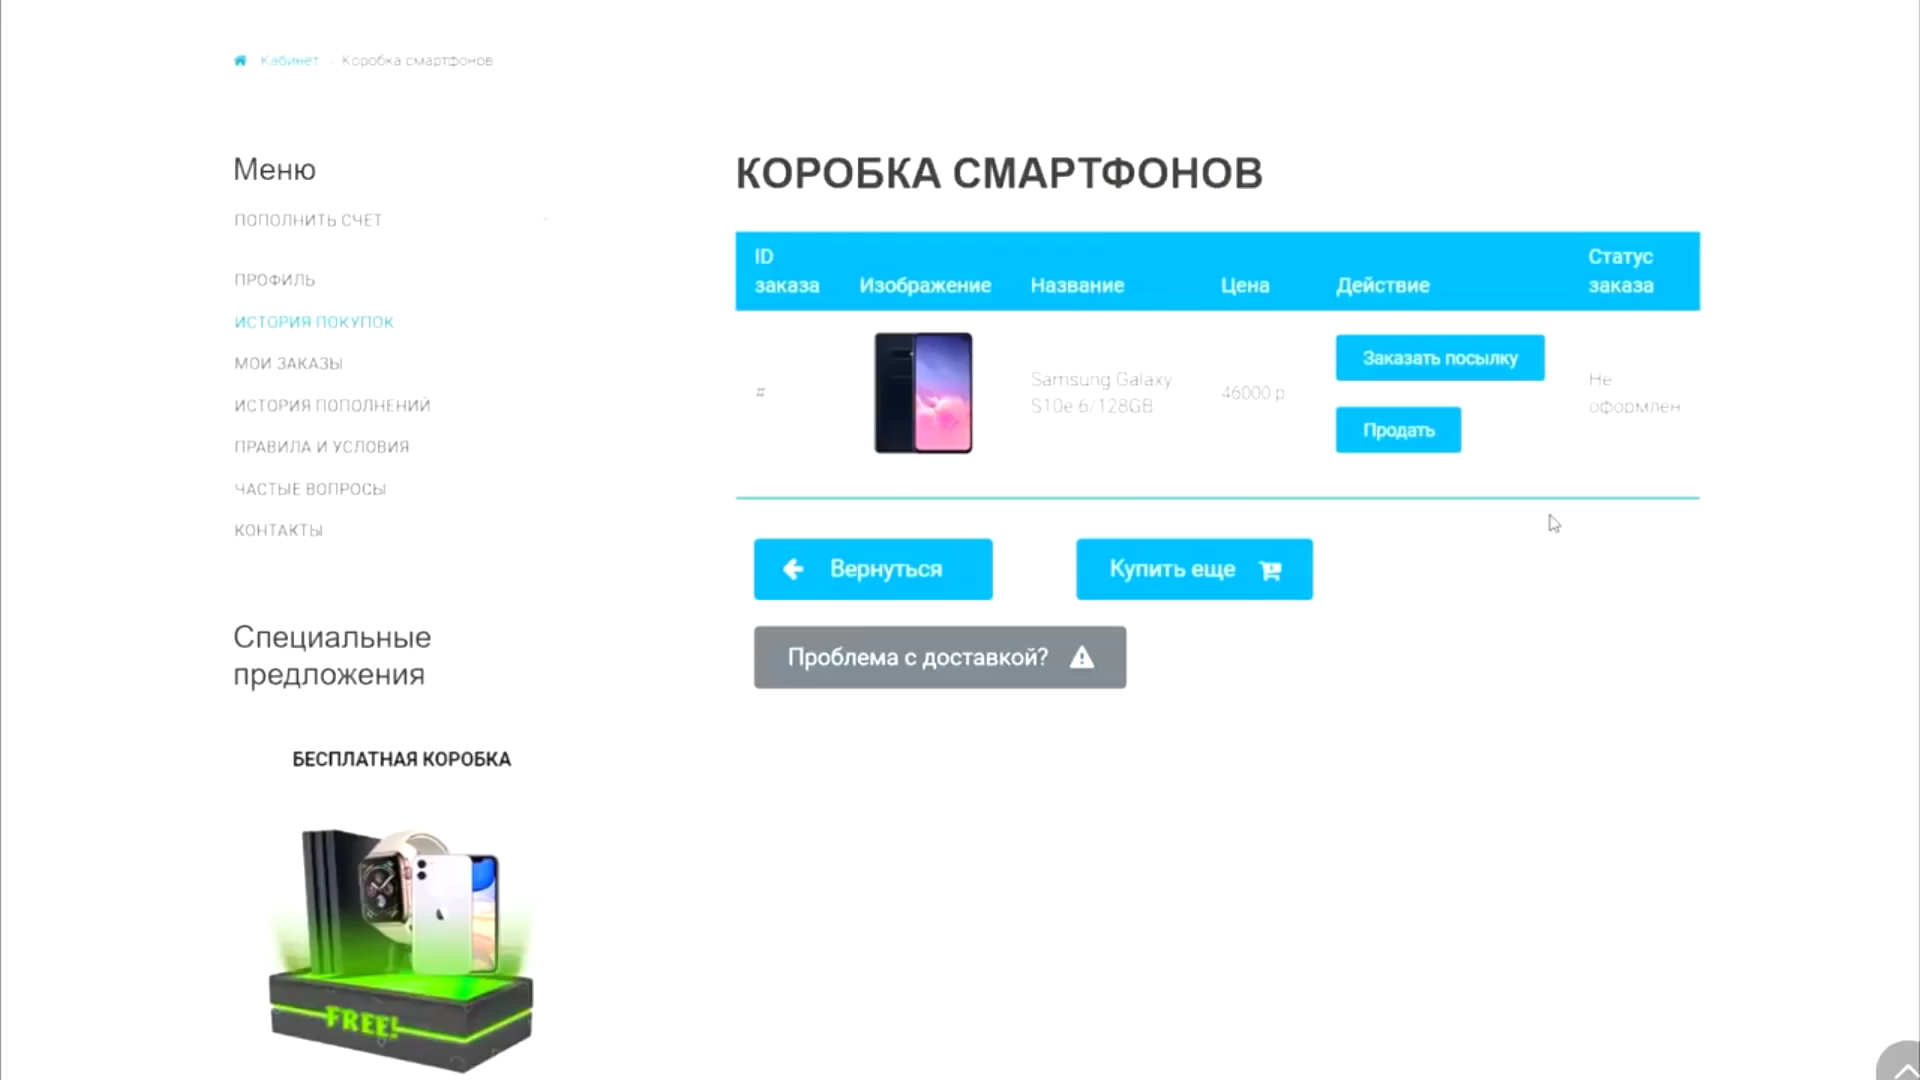 Кабинет - Коробка смартфонов
Меню
ПОПОЛНИТЬ СЧЕТ
ПРОФИЛЬ
ИСТОРИЯ ПОКУПОК
МОИ ЗАКАЗЫ
ИСТОРИЯ ПОПОЛНЕНИЙ
ПРАВИЛА И УСЛОВИЯ
ЧАСТЫЕ ВОПРОСЫ
КОНТАКТЫ
Специальные
предложения
БЕСПЛАТНАЯ КОРОБКА
FREE!
КОРОБКА СМАРТФОНОВ
ID
заказа
Изображение
Название
Цена
Действие
Статус
заказа
#
Samsung Galaxy
S10e 6/128GB
46000 р
Заказать посылку
Продать
Не
оформлен
Вернуться
Купить еще
Проблема с доставкой?